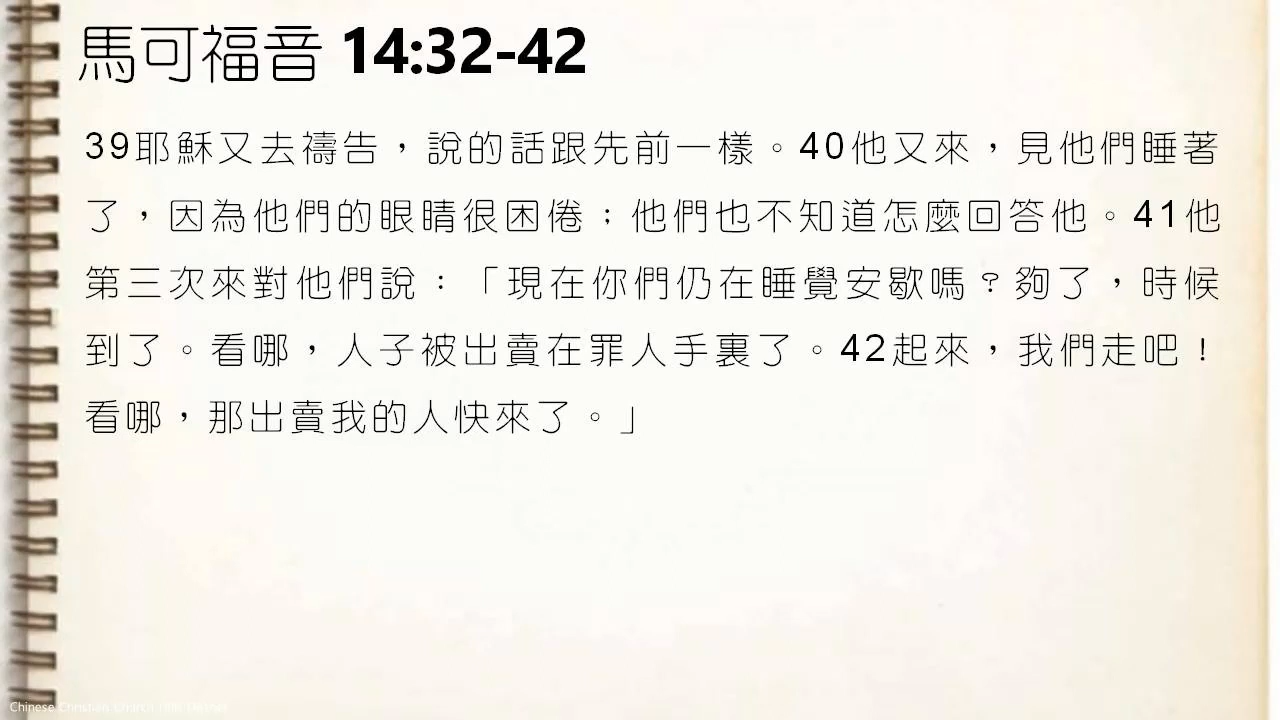 馬可福音 14:32-42
39耶穌又去禱告，說的話跟先前一樣。40他又來，見他們睡著
了，因為他們的眼睛很困倦；他們也不知道怎麼回答他。41他
第三次來對他們說：「現在你們仍在睡覺安歇嗎？夠了，時候
到了。看哪，人子被出賣在罪人手裏了。42起來，我們走吧！
看哪，那出賣我的人快來了。」
Chinese Christian Church